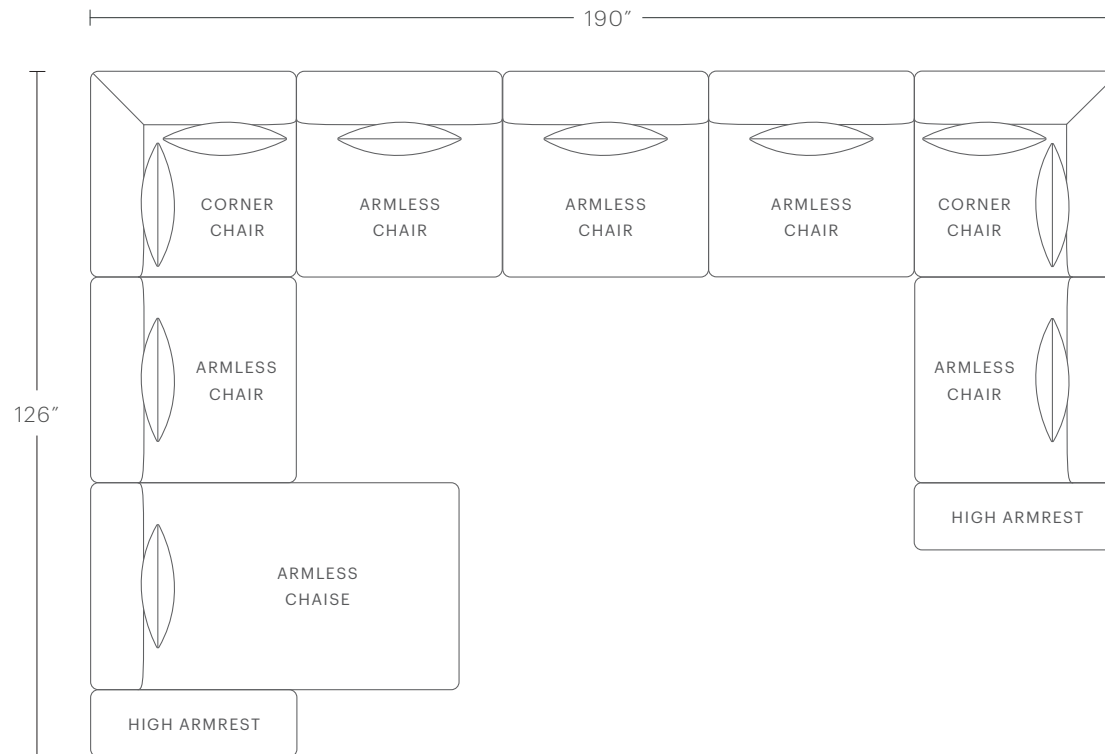 190”
CORNER
CHAIR
ARMLESS
CHAIR
ARMLESS
CHAIR
ARMLESS
CHAIR
CORNER
CHAIR
ARMLESS
CHAIR
ARMLESS
CHAIR
126”
HIGH ARMREST
ARMLESS
CHAISE
HIGH ARMREST